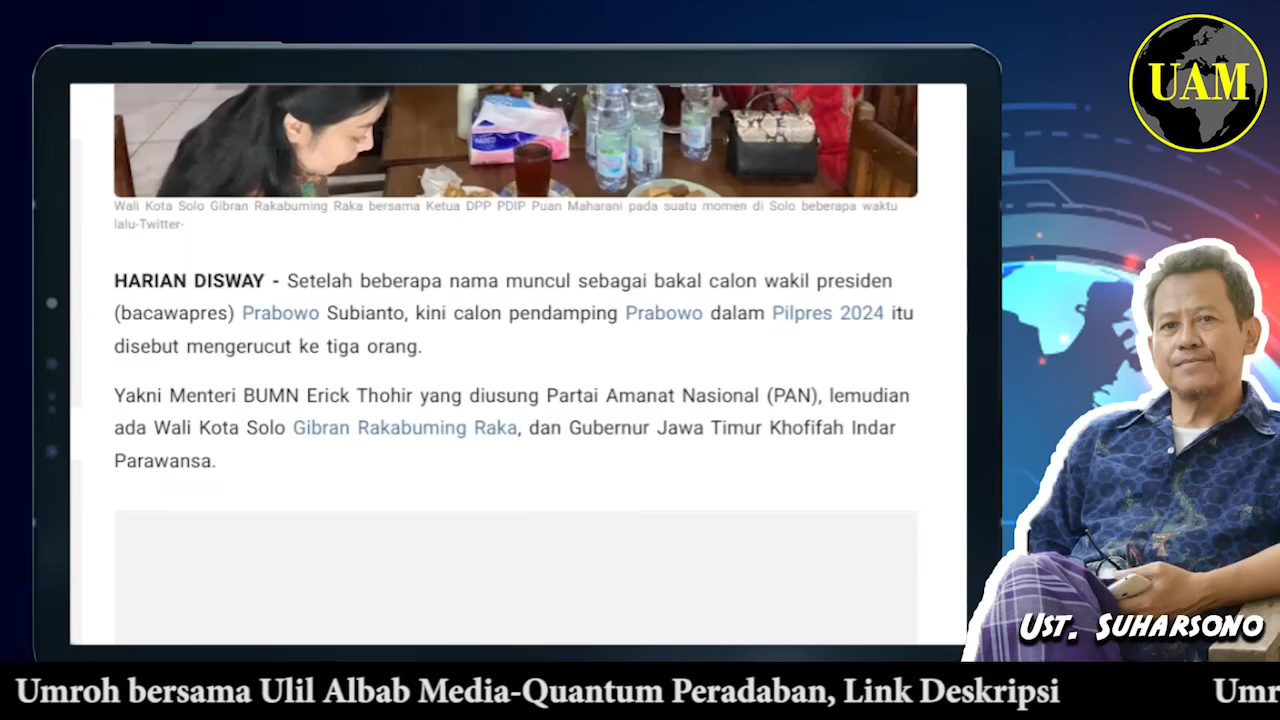 UAM
Wali Kota Solo Gibran Rakabuming Raka bersama Ketua DPP PDIP Puan Maharani pada suatu momen di Solo beberapa waktu
lalu-Twitter-
HARIAN DISWAY - Setelah beberapa nama muncul sebagai bakal calon wakil presiden
(bacawapres) Prabowo Subianto, kini calon pendamping Prabowo dalam Pilpres 2024 itu
disebut mengerucut ke tiga orang.
Yakni Menteri BUMN Erick Thohir yang diusung Partai Amanat Nasional (PAN), lemudian
ada Wali Kota Solo Gibran Rakabuming Raka, dan Gubernur Jawa Timur Khofifah Indar
Parawansa.
Ust. Suharsono
Umroh bersama Ulil Albab Media-Quantum Peradaban, Link Deskripsi Umr